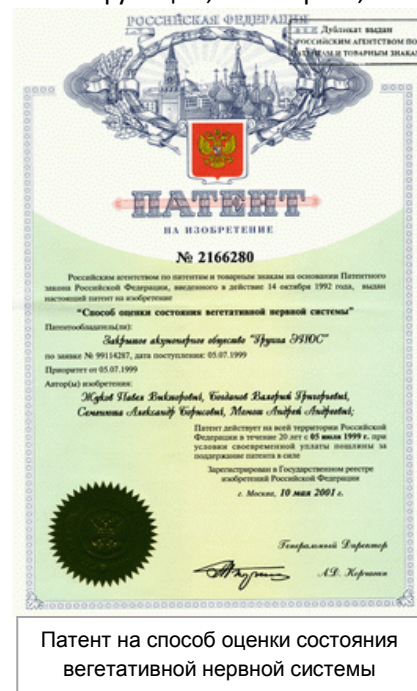 РОССИЙСКАЯ ФЕДЕРАЦИЯ
Дубликат выдан
РОССИЙСКИМ АГЕНТСТВОМ ПО
ПАТЕНТАМ И ТОВАРНЫМ ЗНАКАМ
ПАТЕНТ
НА ИЗОБРЕТЕНИЕ
№ 2166280
Российским агентством по патентам и товарным знакам на основании Патентного
закона Российской Федерации, введенного в действие 14 октября 1992 года, выдан
настоящий патент на изобретение
"Способ оценки состояния вегетативной нервной системы"
Патентообладатель(ли):
Закрытое акционерное общество "Группа ЭПОС"
по заявке № 99114287, дата поступления: 05.07.1999
Приоритет от 05.07.1999
Автор(ы) изобретения:
Жуков Павел Викторович, Богданов Валерий Григорьевич,
Семенюта Александр Борисович, Андрей Андреевич;
Патент действует на всей территории Российской
Федерации в течение 20 лет с 05 июля 1999 г. при
условии своевременной уплаты пошлины за
поддержание патента в силе
Зарегистрирован в Государственном реестре
изобретений Российской Федерации
г. Москва, 10 мая 2001 г.
Генеральный Директор
А.Д. Корчагин
Патент на способ оценки состояния
вегетативной нервной системы